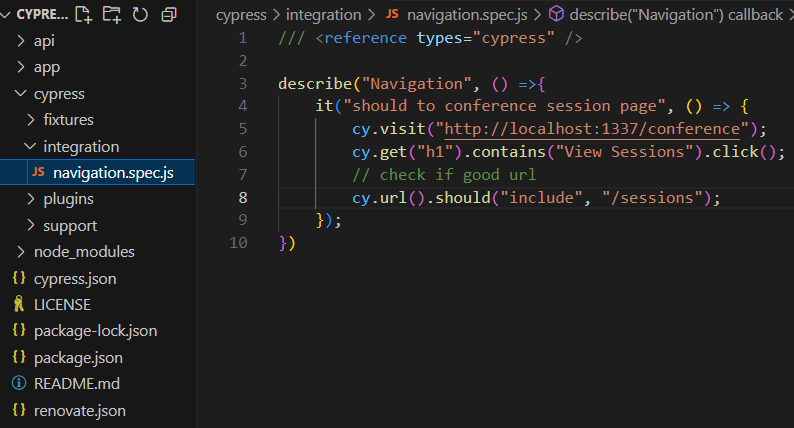 CYPRE...
api
app
cypress
fixtures
integration
JS navigation.spec.js
plugins
support
node_modules
{} cypress.json
LICENSE
{} package-lock.json
{} package.json
README.md
{} renovate.json
cypress > integration > JS navigation.spec.js > describe("Navigation") callback
1 /// <reference types="cypress" />
2
3 describe("Navigation", () =>{
4 it("should to conference session page", () => {
5 cy.visit("http://localhost:1337/conference");
6 cy.get("h1").contains("View Sessions").click();
7 // check if good url
8 cy.url().should("include", "/sessions");
9 });
10 })